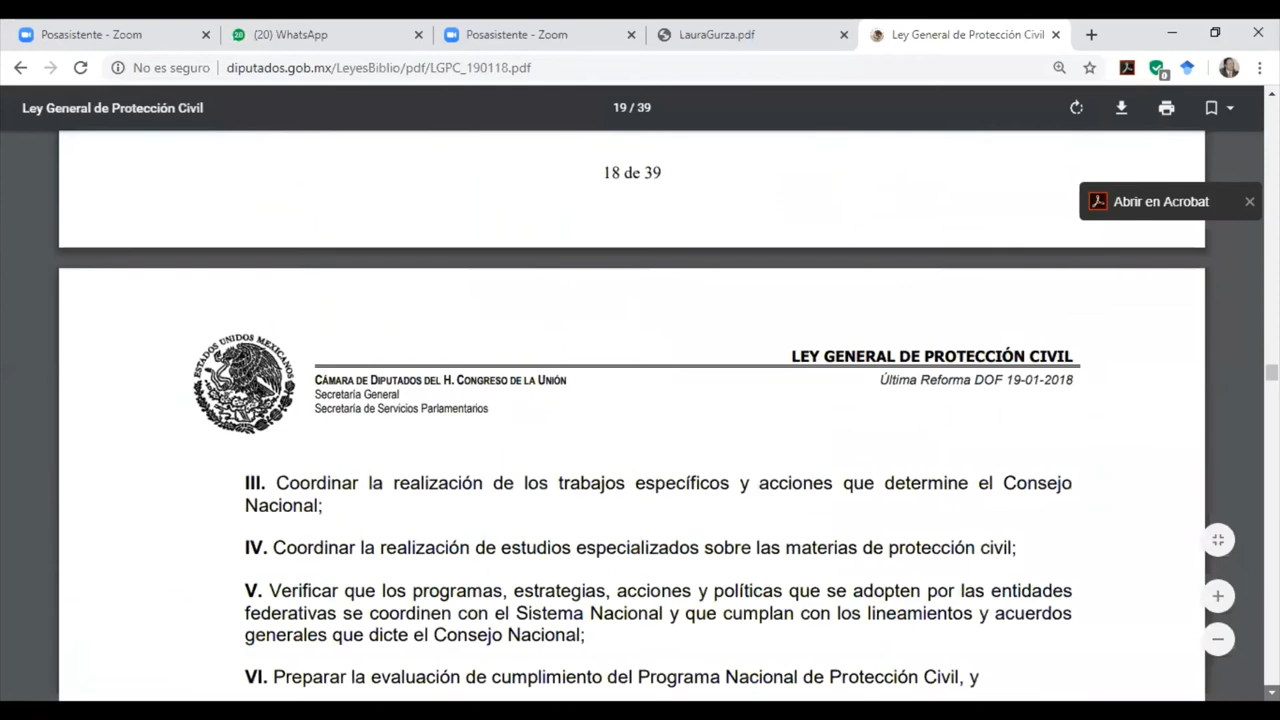 Posasistente - Zoom
(20) WhatsApp
Posasistente - Zoom
LauraGurza.pdf
Ley General de Protección Civil
No es seguro
deputados.gob.mx/LeyesBiblio/pdf/LGPC_190118.pdf
Ley General de Protección Civil
19 / 39
18 de 39
Abrir en Acrobat
ESTADOS UNIDOS MEXICANOS
LEY GENERAL DE PROTECCIÓN CIVIL
CÁMARA DE DIPUTADOS DEL H. CONGRESO DE LA UNIÓN
Última Reforma DOF 19-01-2018
Secretaría General
Secretaría de Servicios Parlamentarios
III. Coordinar la realización de los trabajos específicos y acciones que determine el Consejo
Nacional;
IV. Coordinar la realización de estudios especializados sobre las materias de protección civil;
V. Verificar que los programas, estrategias, acciones y políticas que se adopten por las entidades
federativas se coordinen con el Sistema Nacional y que cumplan con los lineamientos y acuerdos
generales que dicte el Consejo Nacional;
VI. Preparar la evaluación de cumplimiento del Programa Nacional de Protección Civil, y